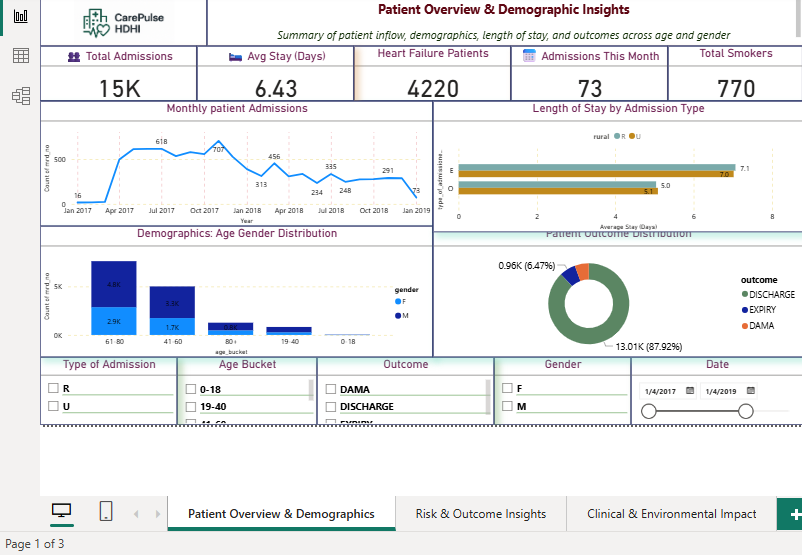 CarePulse
HDHI
Patient Overview & Demographic Insights
Summary of patient inflow, demographics, length of stay, and outcomes across age and gender
Total Admissions
15K
Avg Stay (Days)
6.43
Heart Failure Patients
4220
Admissions This Month
73
Total Smokers
770
Monthly patient Admissions
Count of mrd_no
500
0
16
618
707
313
456
234
335
248
291
73
Jan 2017 Apr 2017 Jul 2017 Oct 2017 Jan 2018 Apr 2018 Jul 2018 Oct 2018 Jan 2019
Year
Length of Stay by Admission Type
rural R U
type_of_admissions…
E
7.1
7.0
O
5.0
5.1
0 2 4 6 8
Average Stay (Days)
Demographics: Age Gender Distribution
Count of mrd_no
5K
0K
4.6K
2.9K
1.7K
61-80 41-60 80+ 19-40 0-18
age_bucket
gender
F
M
Patient Outcome Distribution
0.96K (6.47%)
13.01K (87.92%)
outcome
DISCHARGE
EXPIRY
DAMA
Type of Admission
R
U
Age Bucket
0-18
19-40
41-60
Outcome
DAMA
DISCHARGE
EXPIRY
Gender
F
M
Date
1/4/2017 1/4/2019
Patient Overview & Demographics
Risk & Outcome Insights
Clinical & Environmental Impact
Page 1 of 3